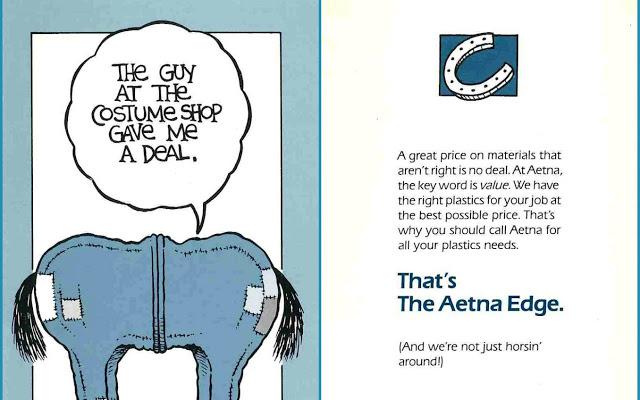 THE GUY
AT THE
COSTUME SHOP
GAVE ME
A DEAL.
A great price on materials that
aren't right is no deal. At Aetna,
the key word is value. We have
the right plastics for your job at
the best possible price. That's
why you should call Aetna for
all your plastics needs.
That's
The Aetna Edge.
(And we're not just horsin'
around!)